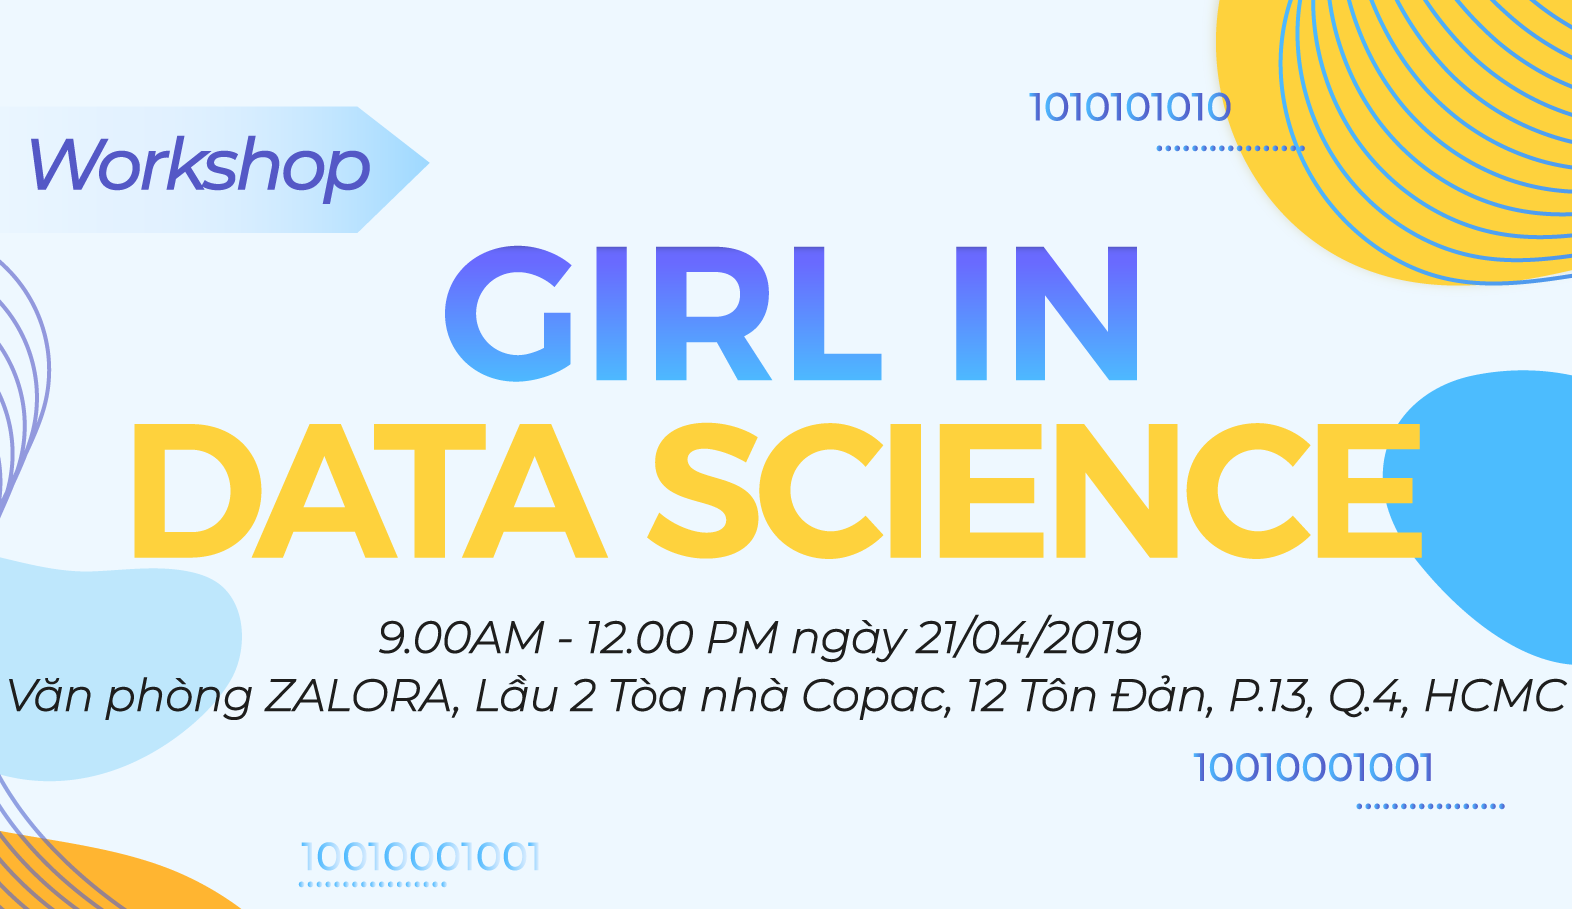 1010101010
Workshop
GIRL IN
DATA SCIENCE
9.00AM - 12.00 PM ngày 21/04/2019
Văn phòng ZALORA, Lầu 2 Tòa nhà Copac, 12 Tôn Đản, P.13, Q.4, HCMC
10010001001
10010001001